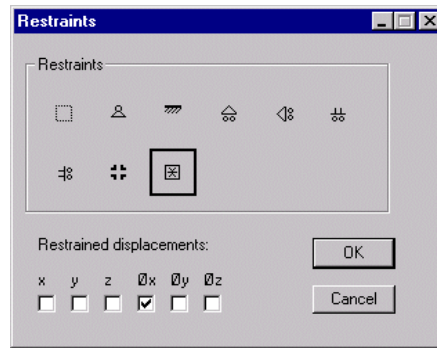 Restraints
Restraints
Restrained displacements:
x y z Øx Øy Øz
OK
Cancel